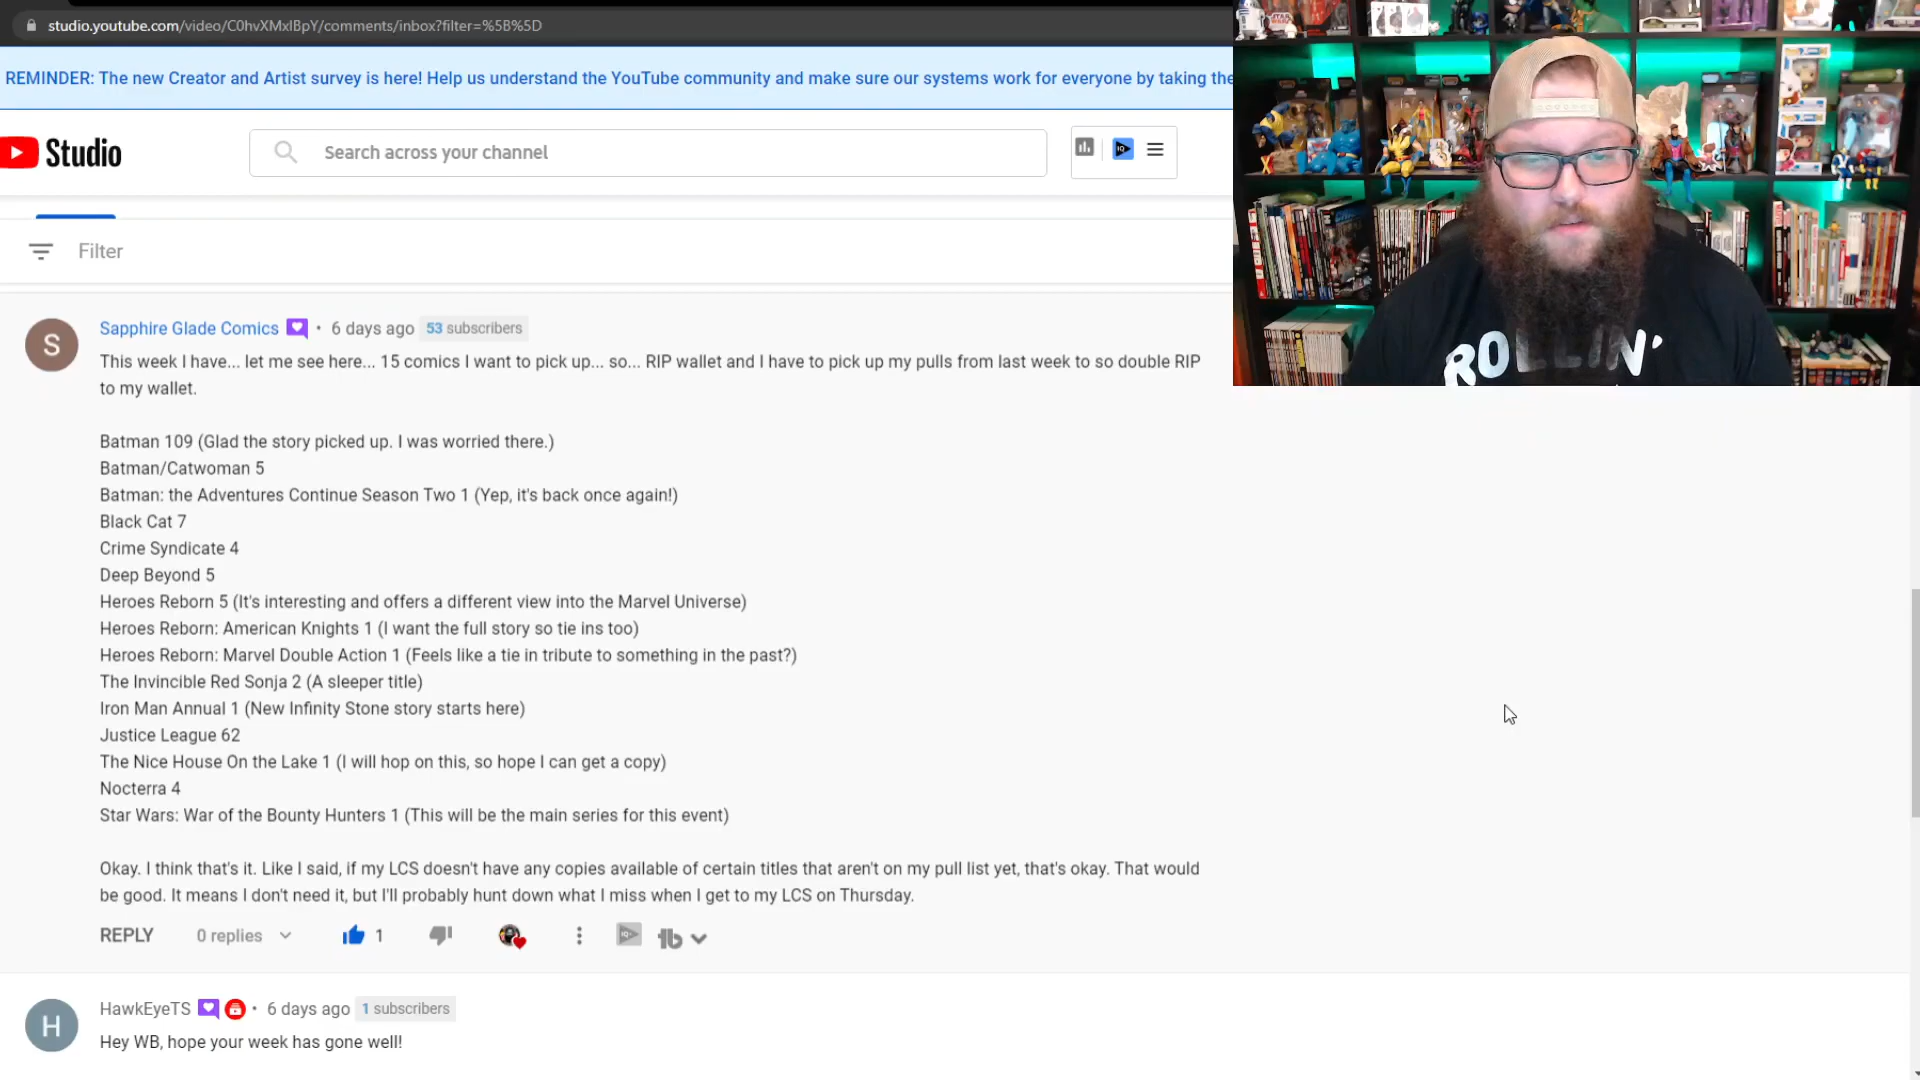 studio.youtube.com/video/C0hvXMxlBpY/comments/inbox?filter=%5B%5D
REMINDER: The new Creator and Artist survey is here! Help us understand the YouTube community and make sure our systems work for everyone by taking the
Studio
Search across your channel
Filter
S
Sapphire Glade Comics • 6 days ago 53 subscribers
This week I have... let me see here... 15 comics I want to pick up... so... RIP wallet and I have to pick up my pulls from last week to so double RIP
to my wallet.
Batman 109 (Glad the story picked up. I was worried there.)
Batman/Catwoman 5
Batman: the Adventures Continue Season Two 1 (Yep, it's back once again!)
Black Cat 7
Crime Syndicate 4
Deep Beyond 5
Heroes Reborn 5 (It's interesting and offers a different view into the Marvel Universe)
Heroes Reborn: American Knights 1 (I want the full story so tie ins too)
Heroes Reborn: Marvel Double Action 1 (Feels like a tie in tribute to something in the past?)
The Invincible Red Sonja 2 (A sleeper title)
Iron Man Annual 1 (New Infinity Stone story starts here)
Justice League 62
The Nice House On the Lake 1 (I will hop on this, so hope I can get a copy)
Nocterra 4
Star Wars: War of the Bounty Hunters 1 (This will be the main series for this event)
Okay. I think that's it. Like I said, if my LCS doesn't have any copies available of certain titles that aren't on my pull list yet, that's okay. That would
be good. It means I don't need it, but I'll probably hunt down what I miss when I get to my LCS on Thursday.
REPLY 0 replies 1
H
HawkEyeTS • 6 days ago 1 subscribers
Hey WB, hope your week has gone well!
ROLLIN'
STAR WARS